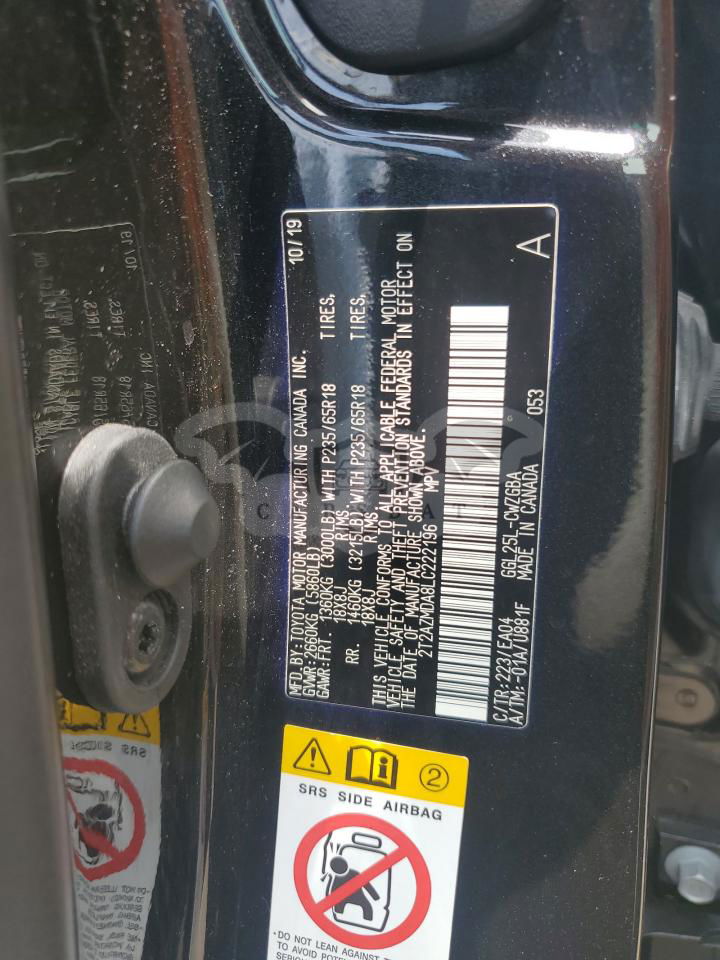 MFD. BY: TOYOTA MOTOR MANUFACTURING CANADA INC. 10/19
GVWR: 2660KG (5860LB)
GAWR: FRT. 1360KG (3000LB) WITH P235/65R18 TIRES,
18X8J RIMS,
RR. 1460KG (3215LB) WITH P235/65R18 TIRES,
18X8J RIMS,
THIS VEHICLE CONFORMS TO ALL APPLICABLE FEDERAL MOTOR
VEHICLE SAFETY AND THEFT PREVENTION STANDARDS IN EFFECT ON
THE DATE OF MANUFACTURE SHOWN ABOVE.
2T2AZMDA8LC222196 MPV
C/TR: 223/EA04 GGL25L-CWZGBA 053
A/TM: -01A/U881F MADE IN CANADA A
2
SRS SIDE AIRBAG
• DO NOT LEAN AGAINST
TO AVOID